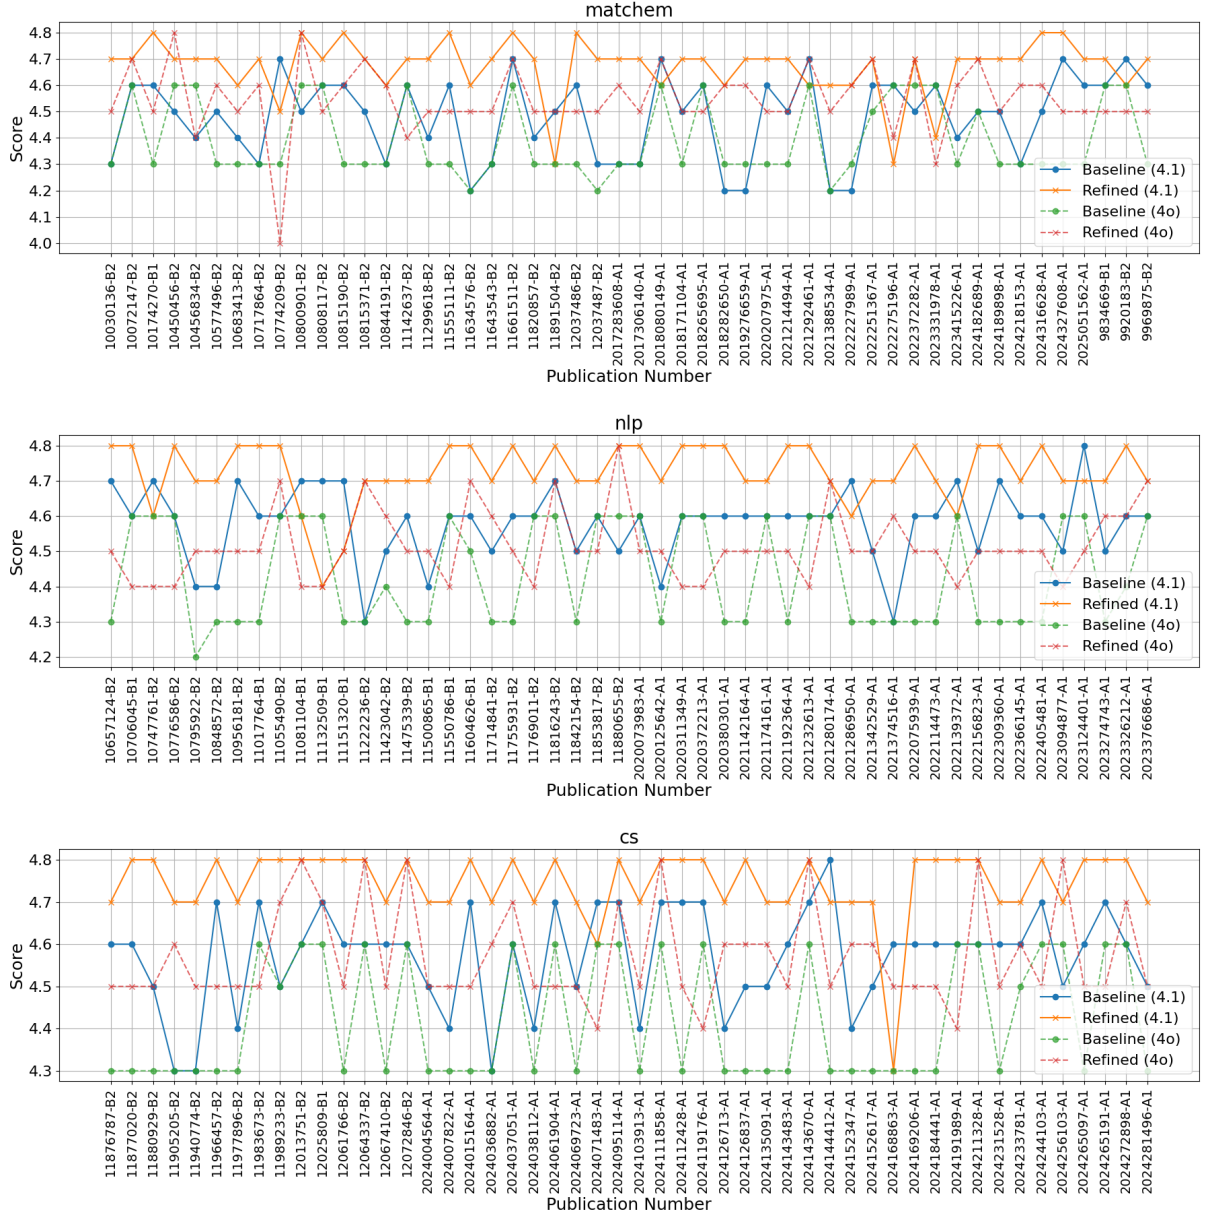 matchem
4.8
4.7
4.6
4.5
4.4
4.3
4.2
4.1
4.0
Score
10030136-B2
10072147-B2
10174270-B1
10450456-B2
10456834-B2
10577496-B2
10683413-B2
10717864-B2
10774209-B2
10800901-B2
10808117-B2
10815190-B2
10815371-B2
10844191-B2
11142637-B2
11299618-B2
11555111-B2
11634576-B2
11643543-B2
11661511-B2
11820857-B2
11891504-B2
12037486-B2
12037487-B2
2017283608-A1
2017306140-A1
2018080149-A1
2018171104-A1
2018265695-A1
2018282650-A1
2019276659-A1
2020207975-A1
2021214494-A1
2021292461-A1
2021388534-A1
2022227989-A1
2022251367-A1
2022275196-A1
2022372282-A1
2023331978-A1
2023415226-A1
2024182689-A1
2024189898-A1
2024218153-A1
2024316628-A1
2024327608-A1
2025051562-A1
9834669-B1
9920183-B2
9969875-B2
Publication Number
Baseline (4.1)
Refined (4.1)
Baseline (4o)
Refined (4o)
nlp
4.8
4.7
4.6
4.5
4.4
4.3
4.2
Score
10657124-B2
10706045-B1
10747761-B2
10776586-B2
10795922-B2
10848572-B2
10956181-B2
11017764-B1
11055490-B2
11081104-B1
11132509-B1
11151320-B1
11222236-B2
11423042-B2
11475339-B2
11500865-B1
11550786-B1
11604626-B1
11714841-B2
11755931-B2
11769011-B2
11816243-B2
11842154-B2
11853817-B2
11880655-B2
2020073983-A1
2020125642-A1
2020311349-A1
2020372213-A1
2020380301-A1
2021142164-A1
2021174161-A1
2021192364-A1
2021232613-A1
2021280174-A1
2021286950-A1
2021342529-A1
2021374516-A1
2022075939-A1
2022114473-A1
2022139372-A1
2022156823-A1
2022309360-A1
2022366145-A1
2022405481-A1
2023094877-A1
2023124401-A1
2023274743-A1
2023326212-A1
2023376686-A1
Publication Number
Baseline (4.1)
Refined (4.1)
Baseline (4o)
Refined (4o)
cs
4.8
4.7
4.6
4.5
4.4
4.3
Score
11876787-B2
11877020-B2
11880929-B2
11905205-B2
11940774-B2
11966457-B2
11977896-B2
11983673-B2
11989233-B2
12013751-B2
12025809-B1
12061766-B2
12064337-B2
12067410-B2
12072846-B2
2024004564-A1
2024007822-A1
2024015164-A1
2024036882-A1
2024037051-A1
2024038112-A1
2024061904-A1
2024069723-A1
2024071483-A1
2024095114-A1
2024103913-A1
2024111858-A1
2024112428-A1
2024119176-A1
2024126713-A1
2024126837-A1
2024135091-A1
2024143483-A1
2024143670-A1
2024144412-A1
2024152347-A1
2024152617-A1
2024168863-A1
2024169206-A1
2024184441-A1
2024191989-A1
2024211328-A1
2024231528-A1
2024233781-A1
2024244103-A1
2024256103-A1
2024265097-A1
2024265191-A1
2024272898-A1
2024281496-A1
Publication Number
Baseline (4.1)
Refined (4.1)
Baseline (4o)
Refined (4o)